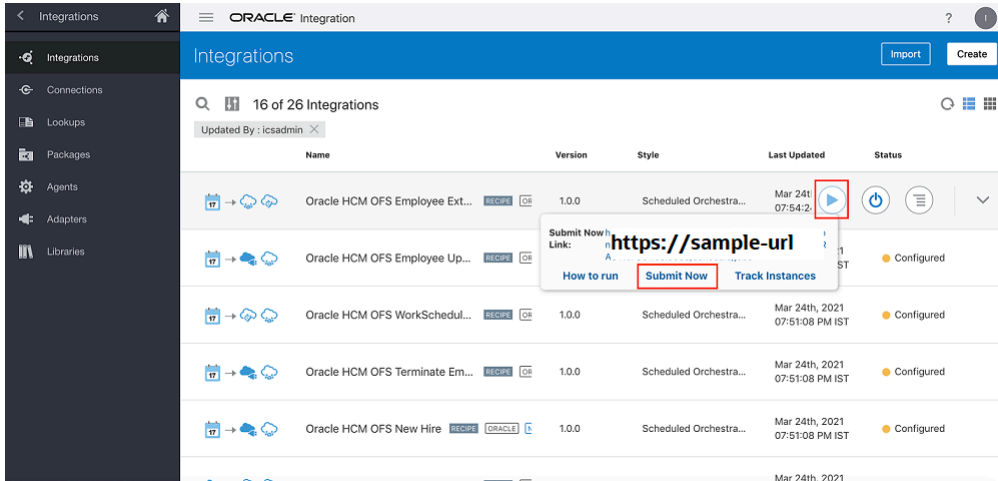 Integrations
ORACLE Integration
?
I
Integrations
Connections
Lookups
Packages
Agents
Adapters
Libraries
Integrations
Import
Create
16 of 26 Integrations
Updated By : icsadmin
Name Version Style Last Updated Status
17 Oracle HCM OFS Employee Ext... RECIPE 1.0.0 Scheduled Orchestra... Mar 24t
07:54:2
Submit Now
Link:
https://sample-url
How to run Submit Now Track Instances
17 Oracle HCM OFS Employee Up... RECIPE Configured
17 Oracle HCM OFS WorkSchedul... RECIPE 1.0.0 Scheduled Orchestra... Mar 24th, 2021
07:51:08 PM IST
Configured
17 Oracle HCM OFS Terminate Em... RECIPE 1.0.0 Scheduled Orchestra... Mar 24th, 2021
07:51:08 PM IST
Configured
17 Oracle HCM OFS New Hire RECIPE ORACLE 1.0.0 Scheduled Orchestra... Mar 24th, 2021
07:51:08 PM IST
Configured
Mar 24th, 2021